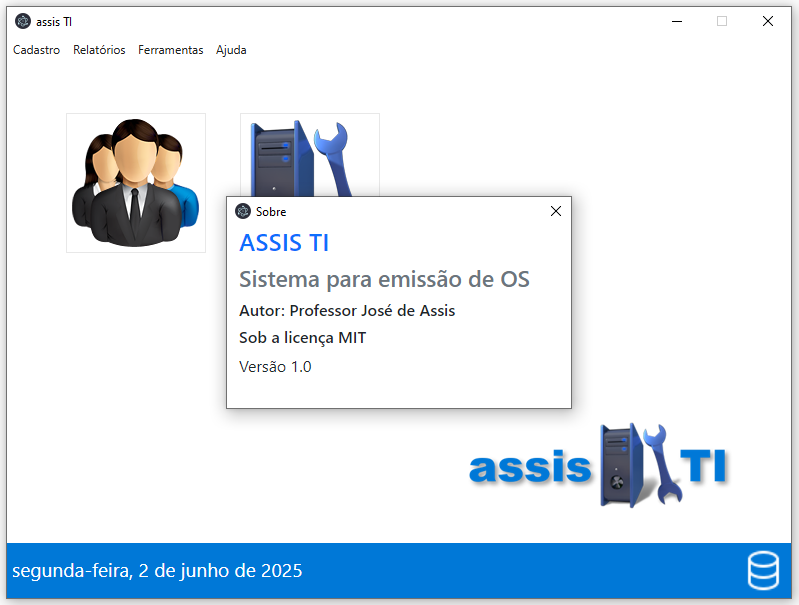 assis TI
Cadastro Relatórios Ferramentas Ajuda
Sobre
ASSIS TI
Sistema para emissão de OS
Autor: Professor José de Assis
Sob a licença MIT
Versão 1.0
assis TI
segunda-feira, 2 de junho de 2025